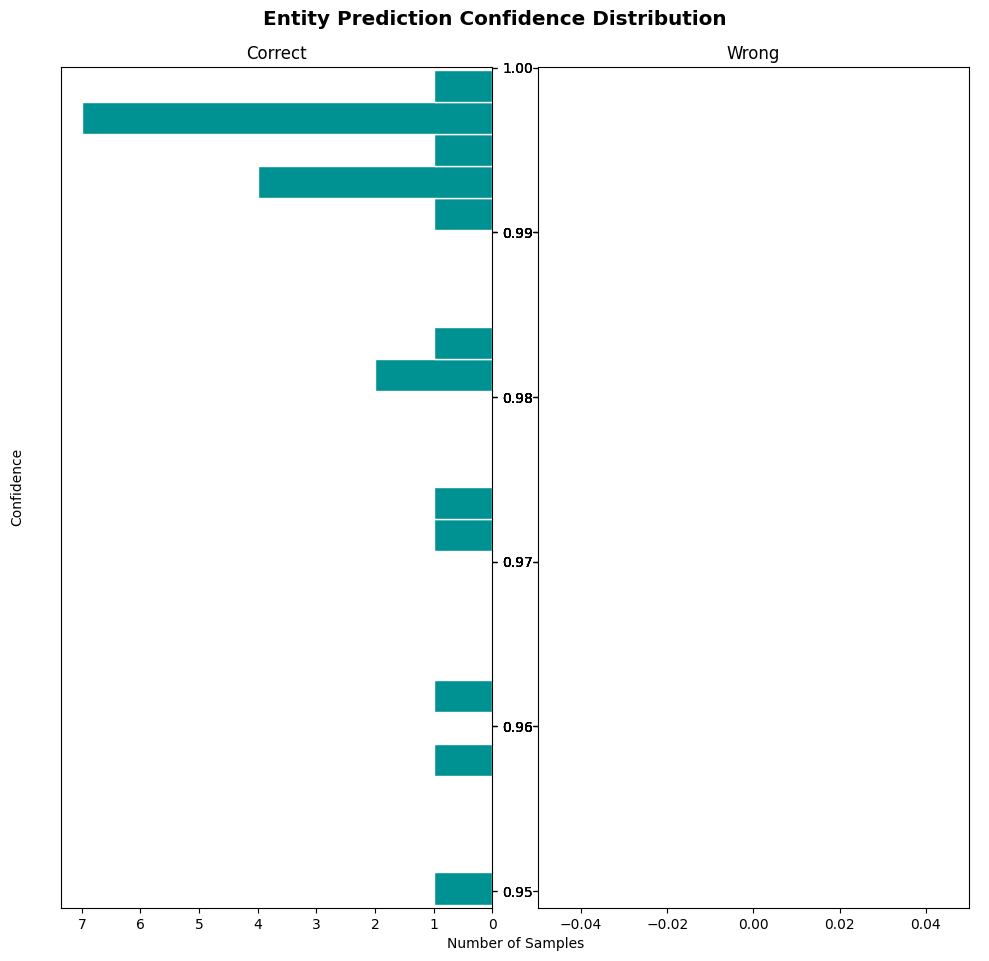 Entity Prediction Confidence Distribution
Correct
Wrong
1.00
0.99
0.98
0.97
0.96
0.95
Confidence
7 6 5 4 3 2 1 0
−0.04 −0.02 0.00 0.02 0.04
Number of Samples